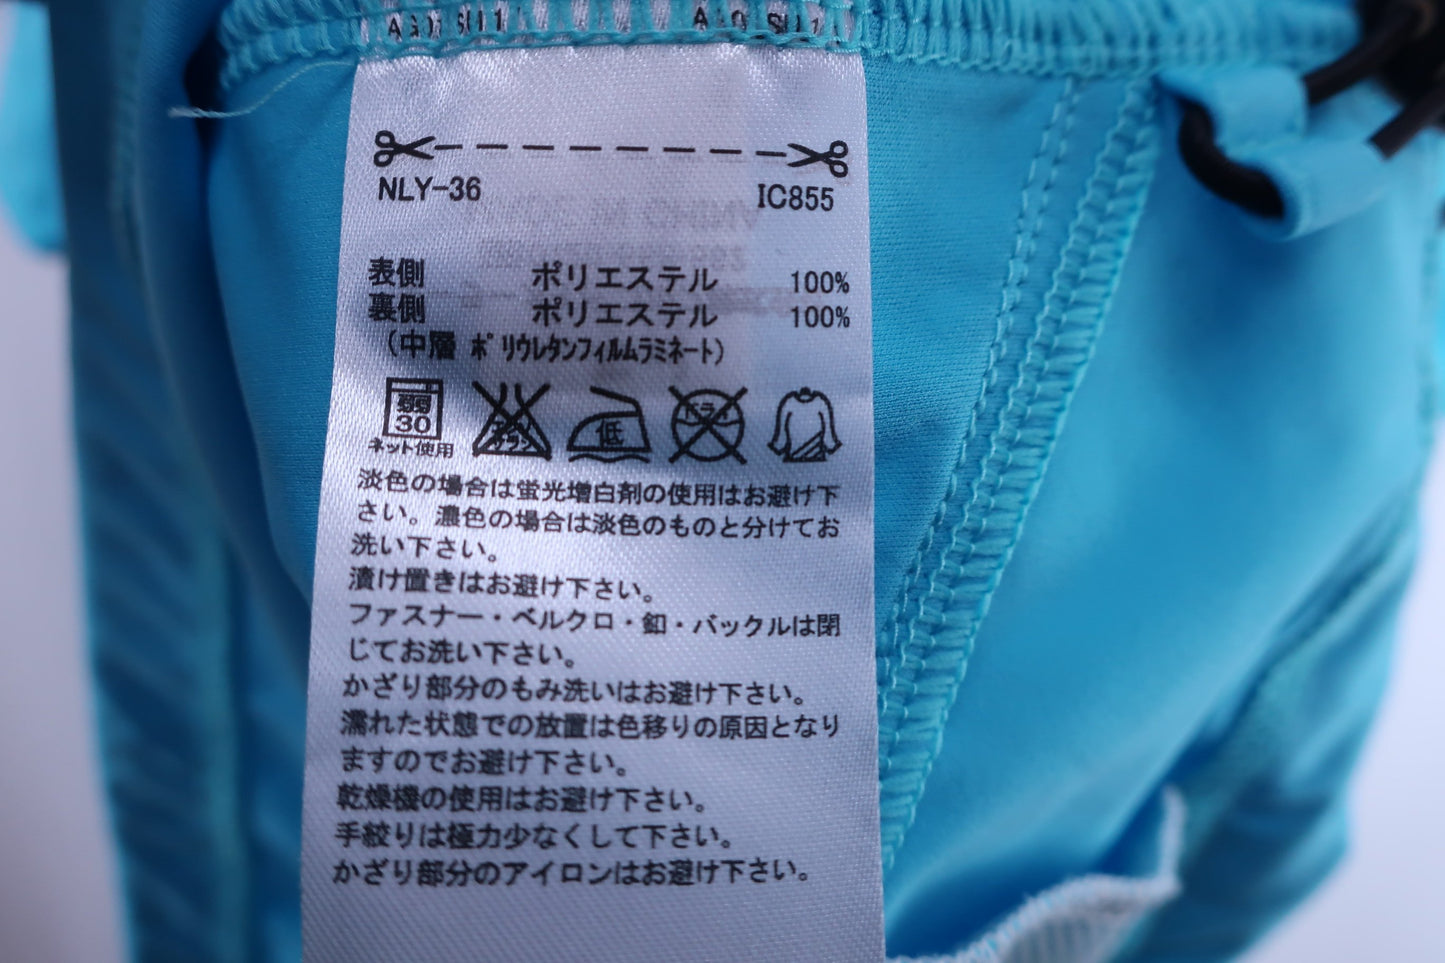 NLY-36 IC855
表側 ポリエステル 100%
裏側 ポリエステル 100%
(中層 ポリウレタンフィルムラミネート)
弱
30
ネット使用
エンソ
サラシ
低
ドライ
淡色の場合は蛍光増白剤の使用はお避け下
さい。濃色の場合は淡色のものと分けてお
洗い下さい。
漬け置きはお避け下さい。
ファスナー・ベルクロ・釦・バックルは閉
じてお洗い下さい。
かざり部分のもみ洗いはお避け下さい。
濡れた状態での放置は色移りの原因となり
ますのでお避け下さい。
乾燥機の使用はお避け下さい。
手絞りは極力少なくして下さい。
かざり部分のアイロンはお避け下さい。